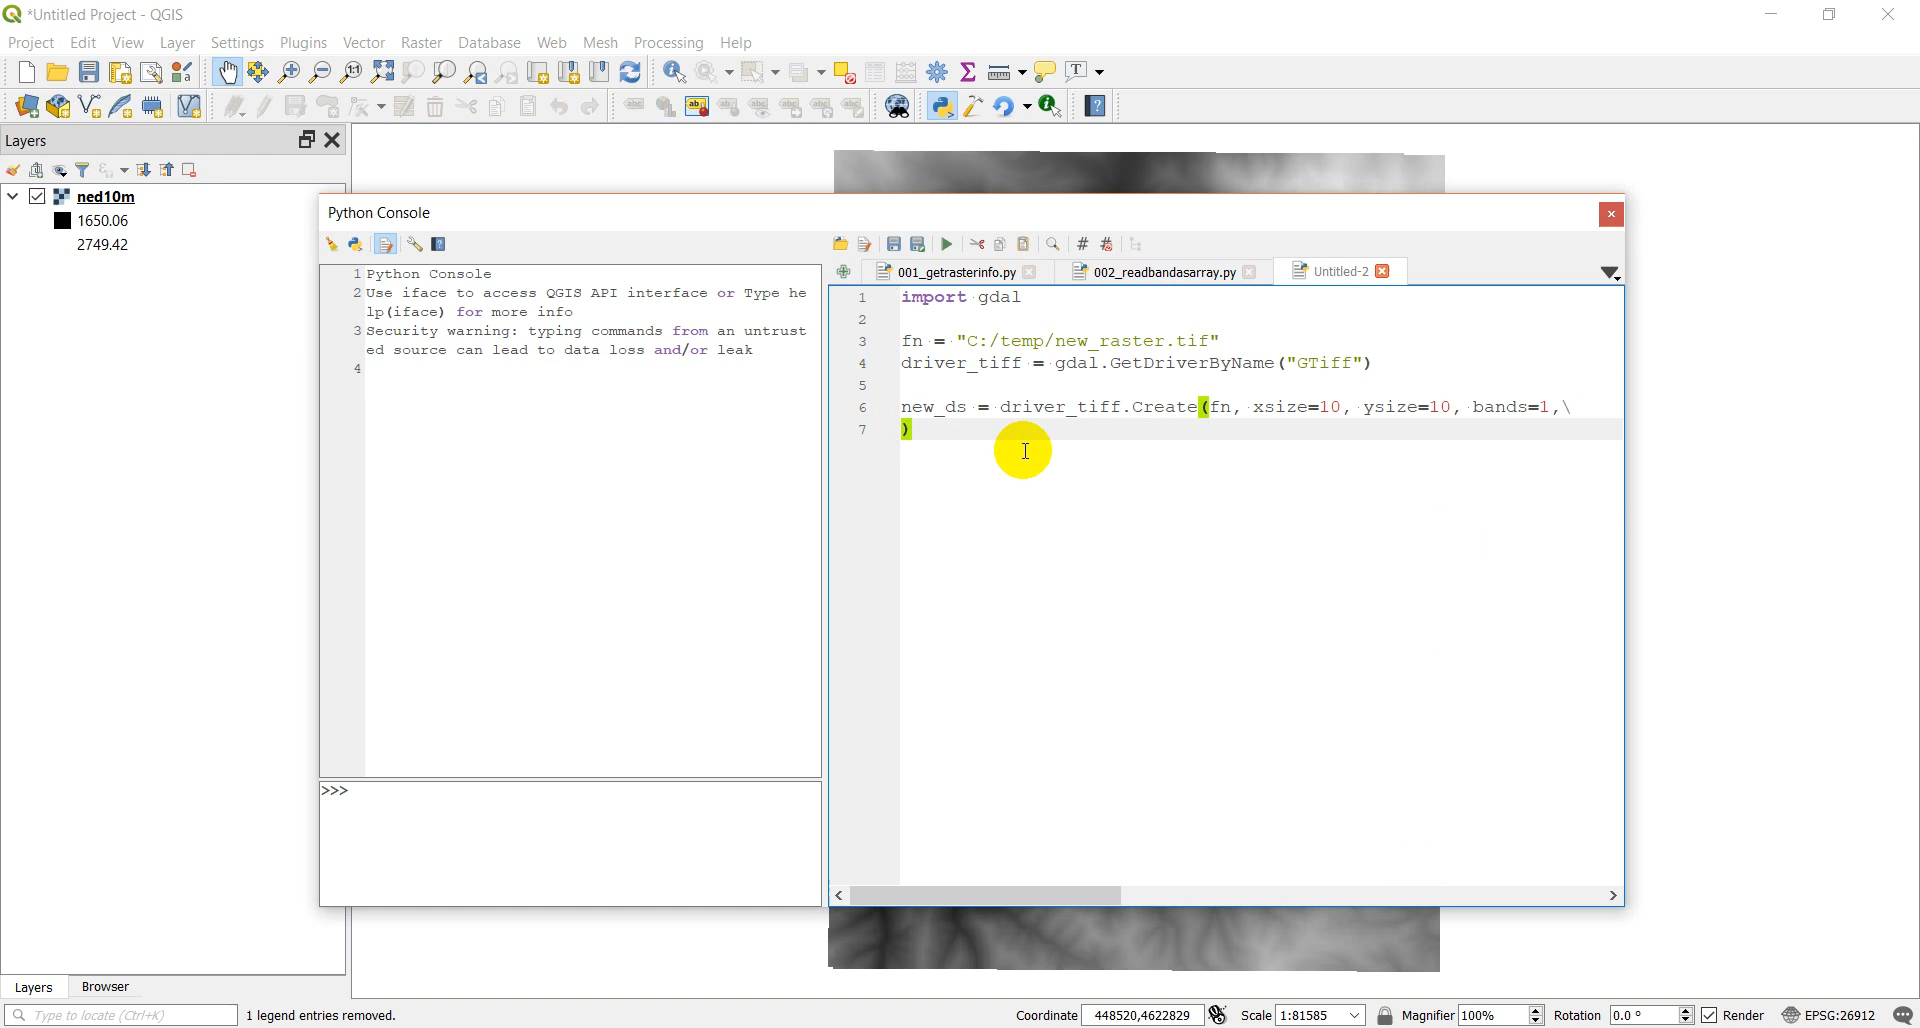 *Untitled Project - QGIS
Project Edit View Layer Settings Plugins Vector Raster Database Web Mesh Processing Help
Layers
ned10m
1650.06
2749.42
Python Console
001_getrasterinfo.py 002_readbandasarray.py Untitled-2
1 Python Console
2 Use iface to access QGIS API interface or Type he
lp(iface) for more info
3 Security warning: typing commands from an untrust
ed source can lead to data loss and/or leak
4
>>>
1 import gdal
2
3 fn = "C:/temp/new_raster.tif"
4 driver_tiff = gdal.GetDriverByName("GTiff")
5
6 new_ds = driver_tiff.Create(fn, xsize=10, ysize=10, bands=1,\
7 )
Layers Browser
Type to locate (Ctrl+K) 1 legend entries removed. Coordinate 448520,4622829 Scale 1:81585 Magnifier 100% Rotation 0.0 ° Render EPSG:26912